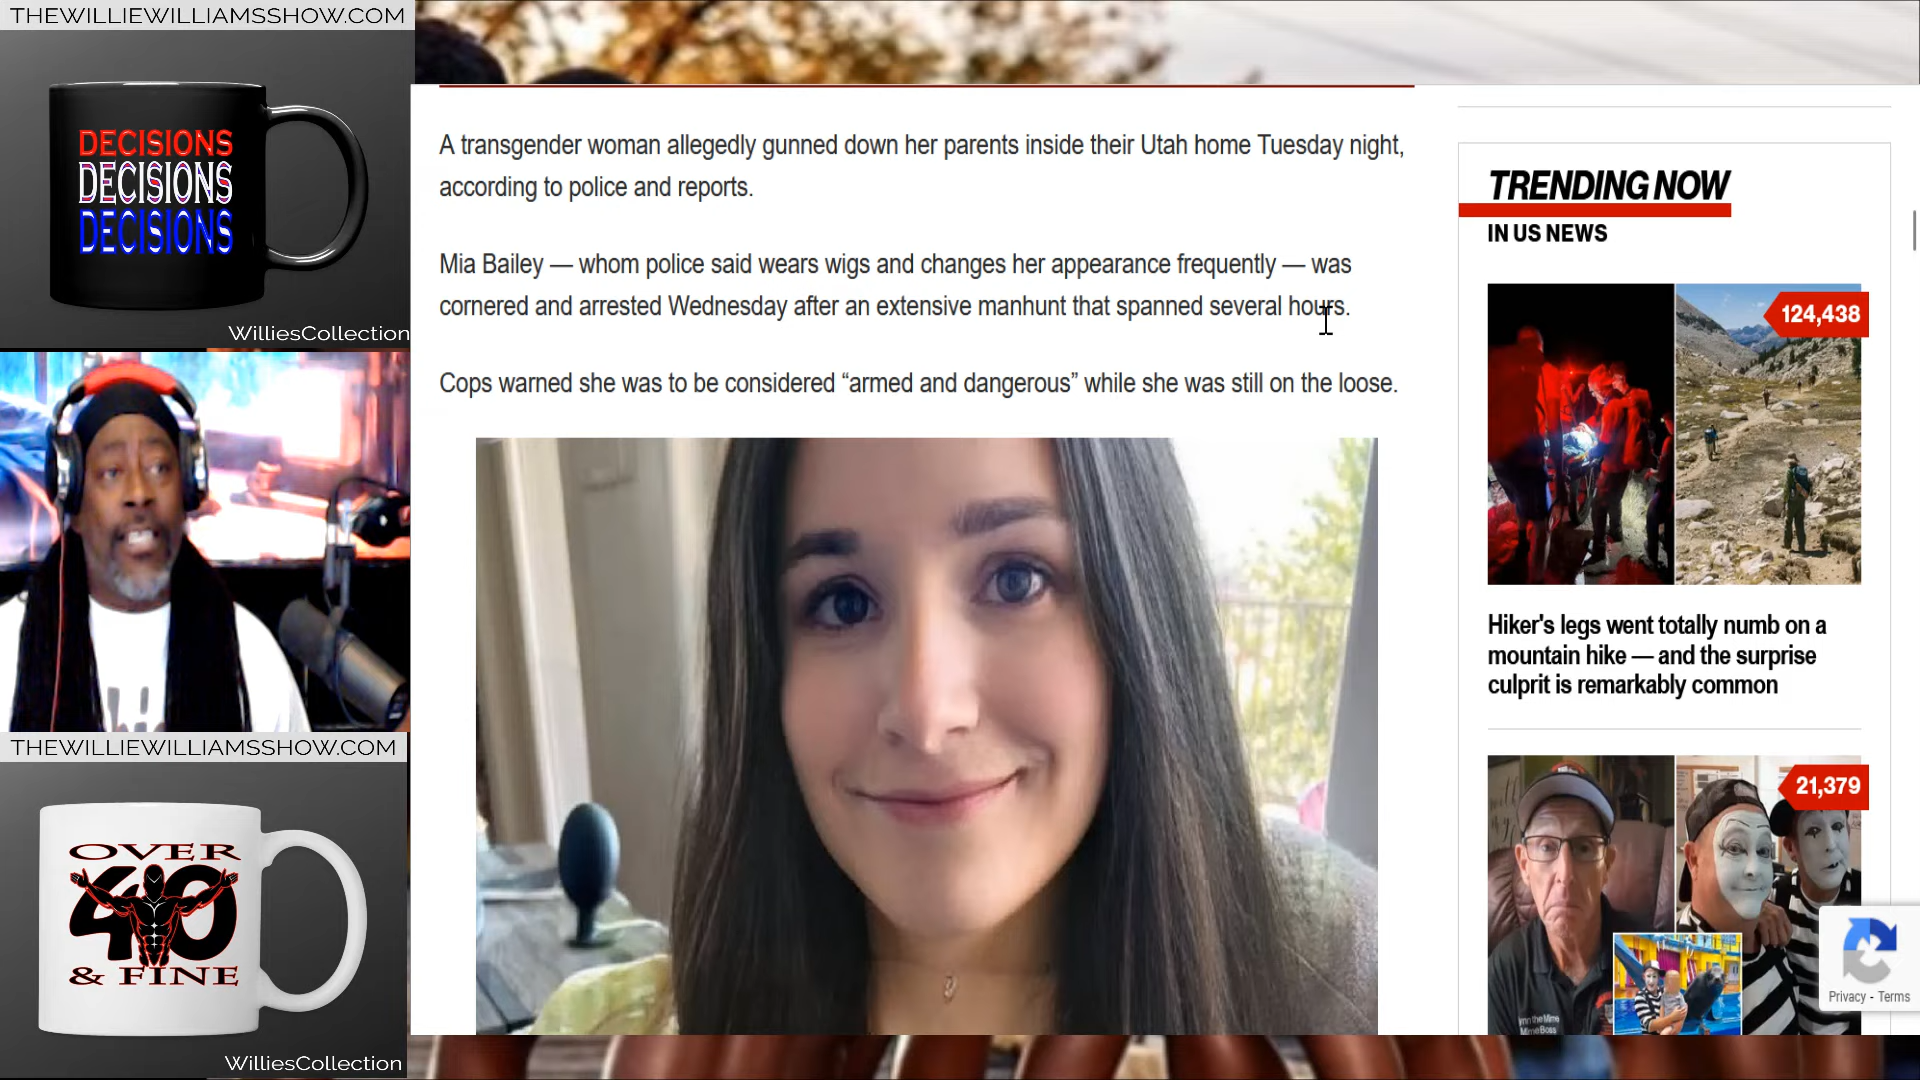 THEWILLIEWILLIAMSSHOW.COM
DECISIONS
DECISIONS
DECISIONS
WilliesCollection
THEWILLIEWILLIAMSSHOW.COM
OVER
40
& FINE
WilliesCollection
A transgender woman allegedly gunned down her parents inside their Utah home Tuesday night,
according to police and reports.
Mia Bailey — whom police said wears wigs and changes her appearance frequently — was
cornered and arrested Wednesday after an extensive manhunt that spanned several hours.
Cops warned she was to be considered “armed and dangerous” while she was still on the loose.
TRENDING NOW
IN US NEWS
124,438
Hiker's legs went totally numb on a
mountain hike — and the surprise
culprit is remarkably common
21,379
Mime Boss
Privacy - Terms